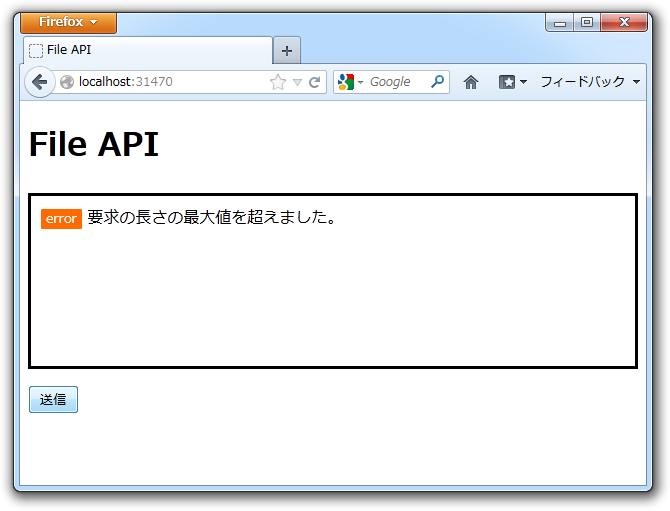 Firefox
File API
localhost:31470
Google
フィードバック
File API
error 要求の長さの最大値を超えました。
送信